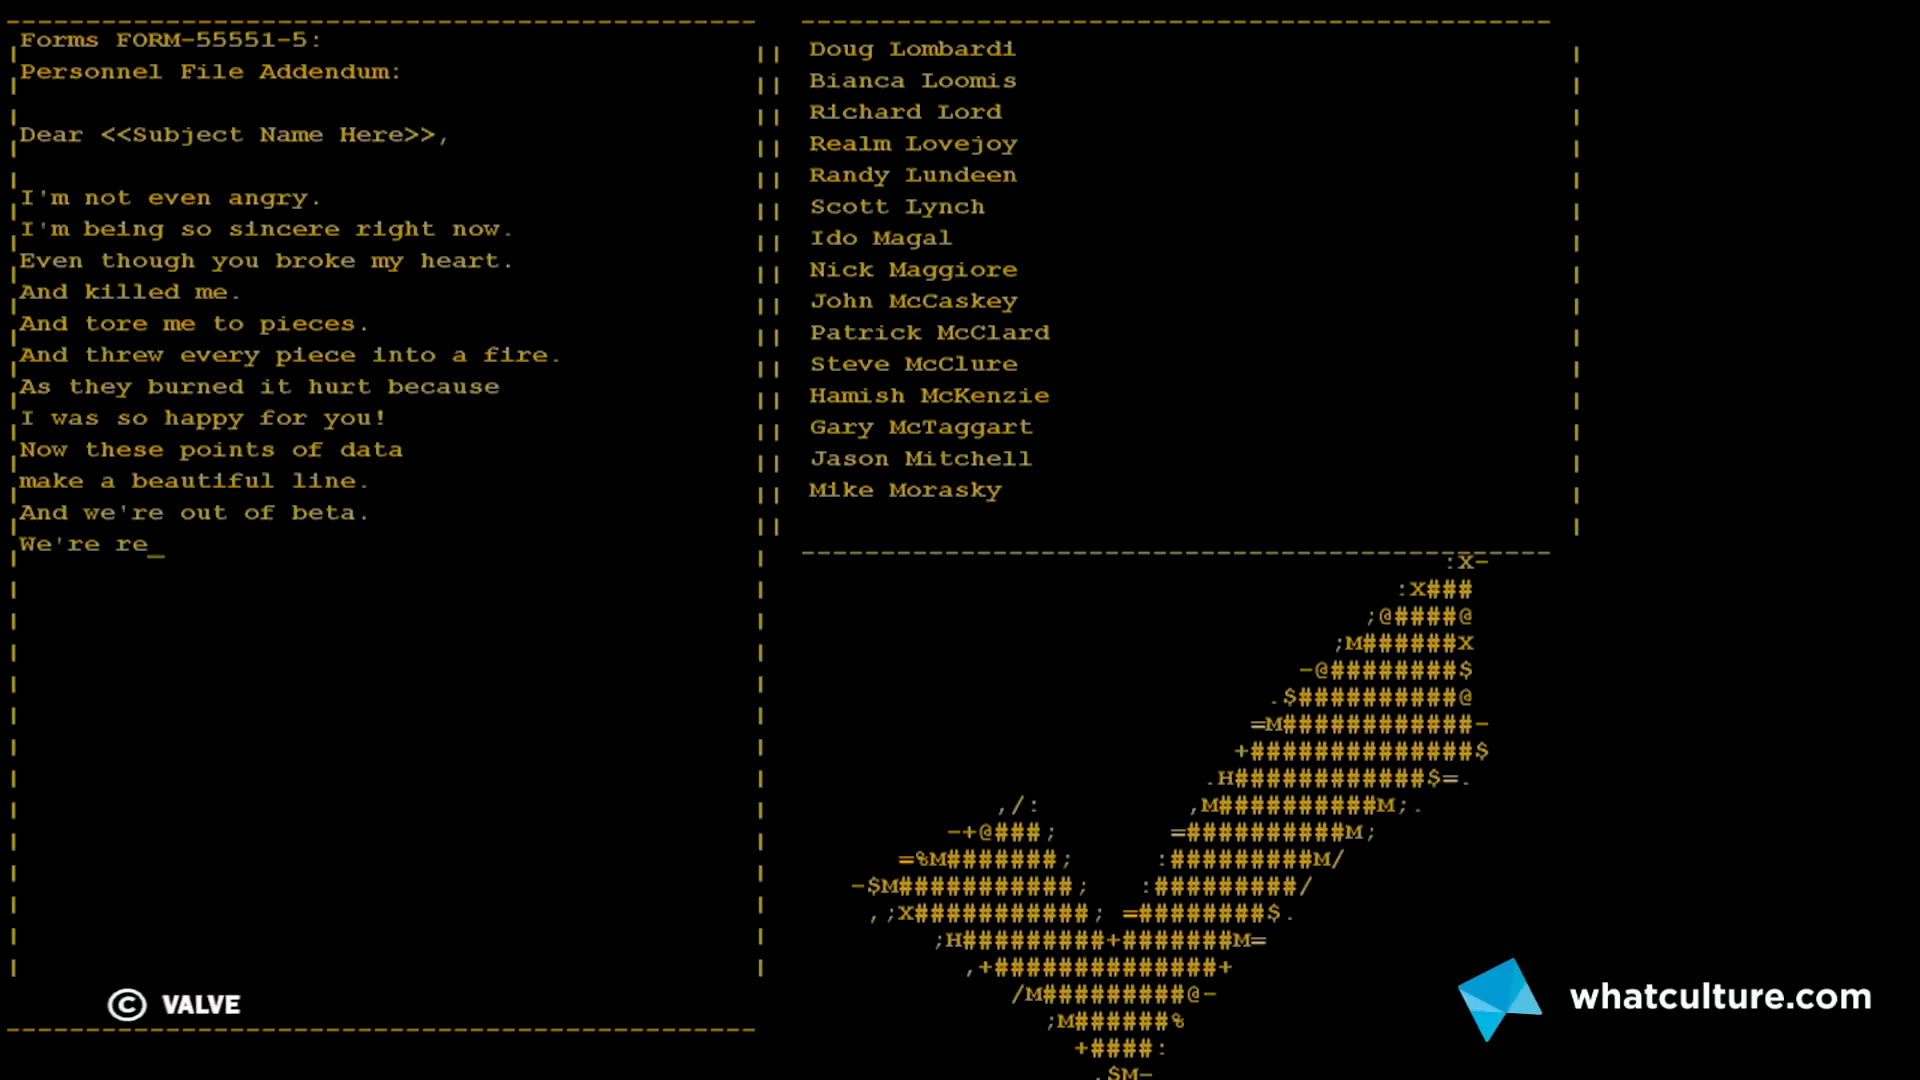 Forms FORM-55551-5:
Personnel File Addendum:
Dear <<Subject Name Here>>,
I'm not even angry.
I'm being so sincere right now.
Even though you broke my heart.
And killed me.
And tore me to pieces.
And threw every piece into a fire.
As they burned it hurt because
I was so happy for you!
Now these points of data
make a beautiful line.
And we're out of beta.
We're re_
Doug Lombardi
Bianca Loomis
Richard Lord
Realm Lovejoy
Randy Lundeen
Scott Lynch
Ido Magal
Nick Maggiore
John McCaskey
Patrick McClard
Steve McClure
Hamish McKenzie
Gary McTaggart
Jason Mitchell
Mike Morasky
© VALVE
whatculture.com